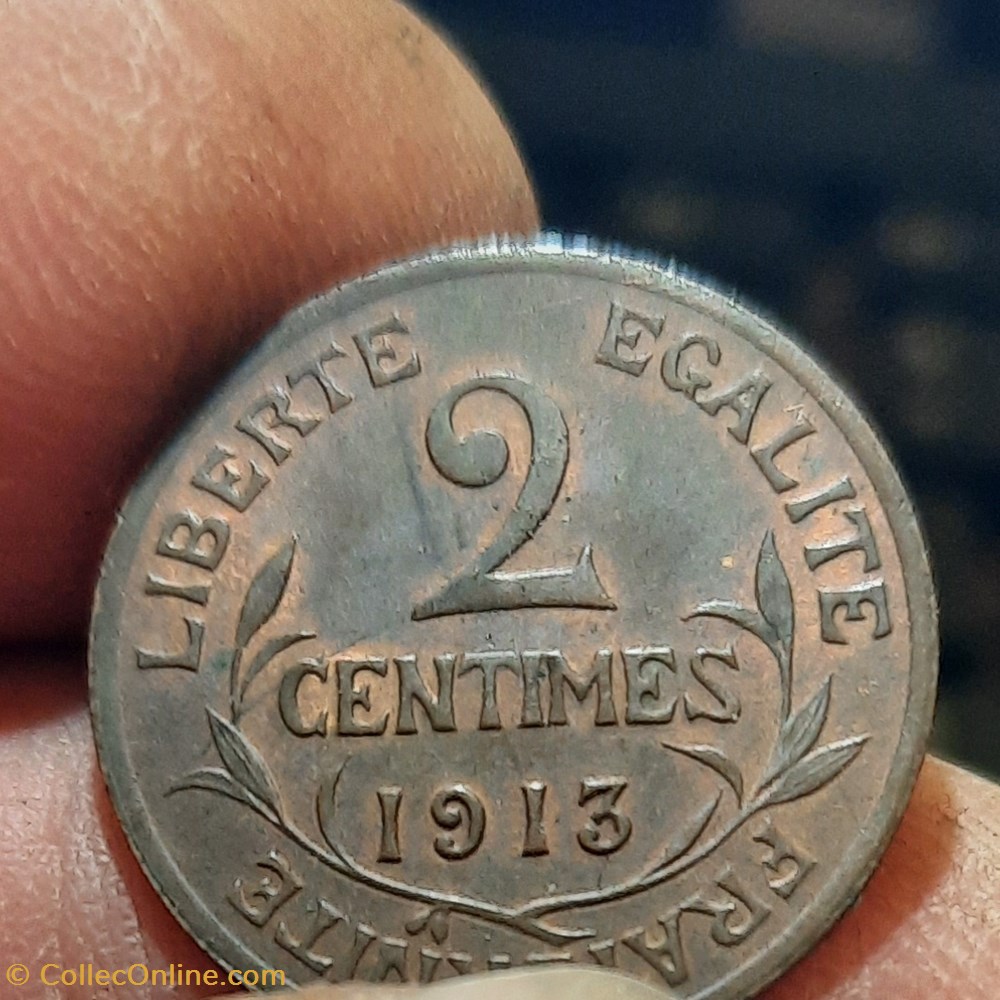 LIBERTE EGALITE
2
CENTIMES
1913
© CollecOnline.com